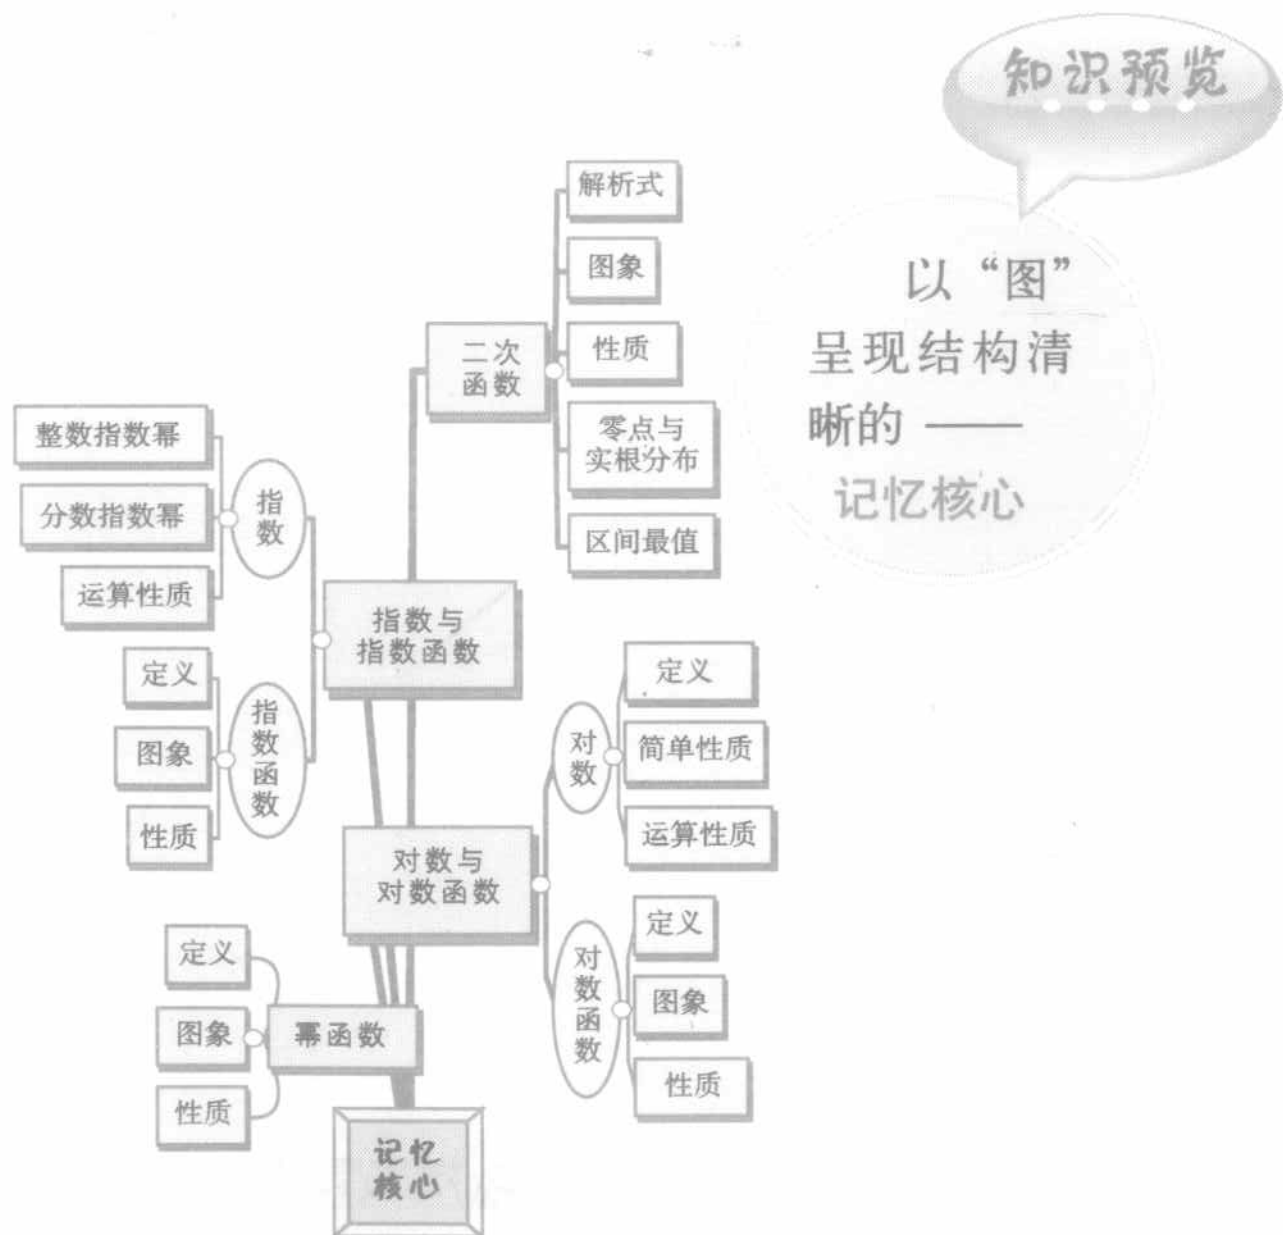 知识预览
以“图”
呈现结构清
晰的——
记忆核心
解析式
图象
二次
函数
性质
零点与
实根分布
区间最值
整数指数幂
分数指数幂
运算性质
指数
指数与
指数函数
定义
图象
性质
指数函数
对数与
对数函数
对数
定义
简单性质
运算性质
对数函数
定义
图象
性质
幂函数
定义
图象
性质
记忆
核心